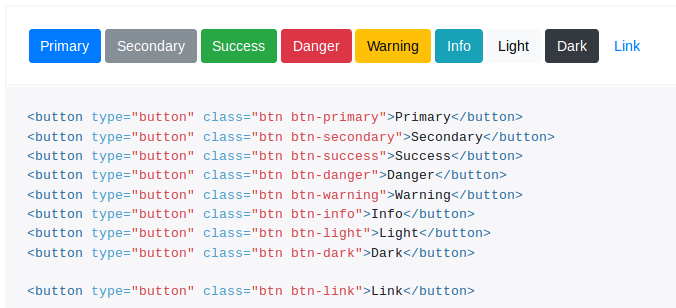 Primary Secondary Success Danger Warning Info Light Dark Link
<button type="button" class="btn btn-primary">Primary</button>
<button type="button" class="btn btn-secondary">Secondary</button>
<button type="button" class="btn btn-success">Success</button>
<button type="button" class="btn btn-danger">Danger</button>
<button type="button" class="btn btn-warning">Warning</button>
<button type="button" class="btn btn-info">Info</button>
<button type="button" class="btn btn-light">Light</button>
<button type="button" class="btn btn-dark">Dark</button>
<button type="button" class="btn btn-link">Link</button>